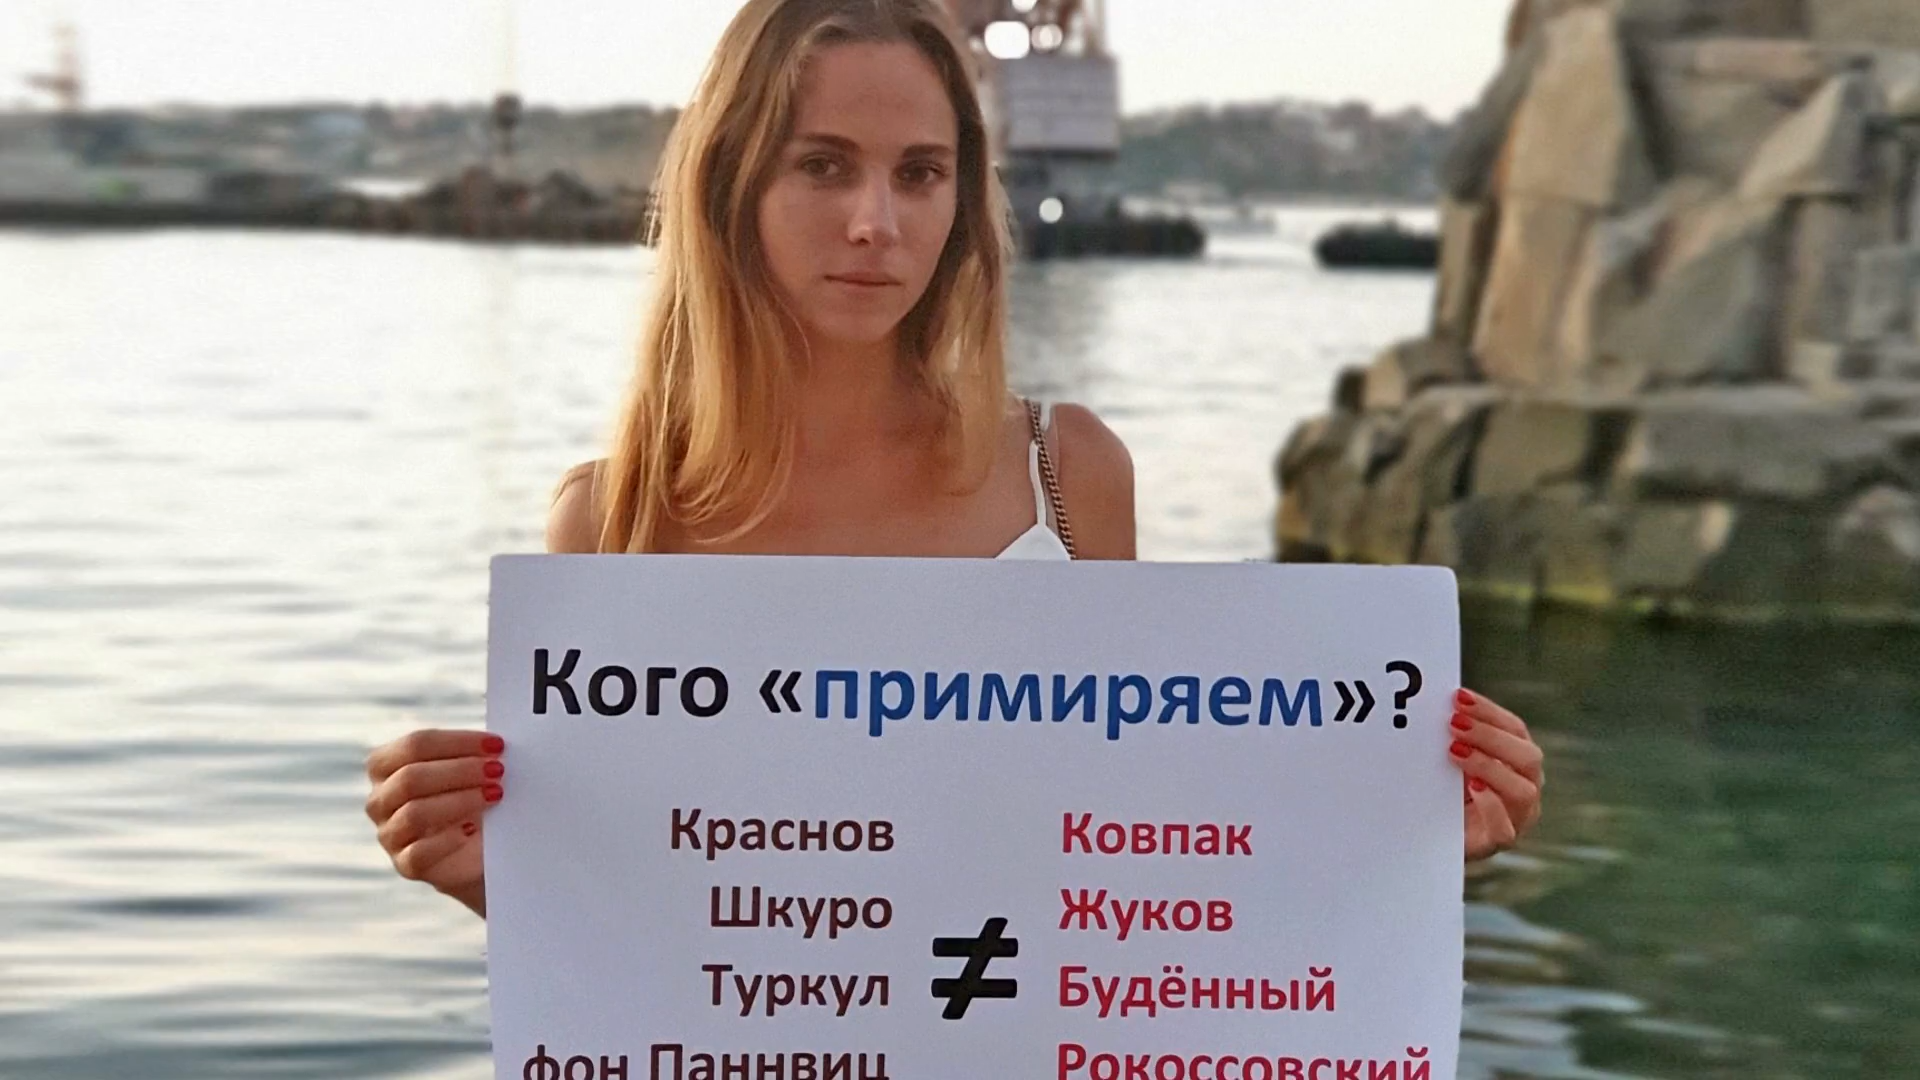 Кого «примиряем»?
Краснов Ковпак
Шкуро Жуков
≠
Туркул Будённый
фон Паннвиц Рокоссовский